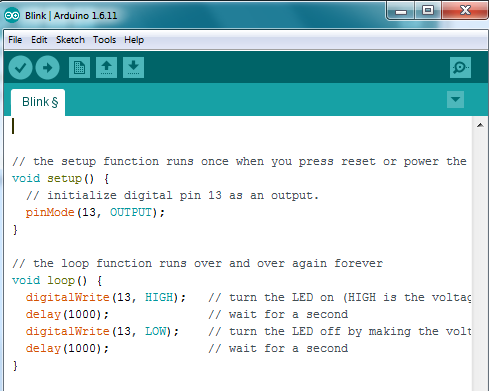 Blink | Arduino 1.6.11
File Edit Sketch Tools Help
Blink §
// the setup function runs once when you press reset or power the
void setup() {
  // initialize digital pin 13 as an output.
  pinMode(13, OUTPUT);
}
// the loop function runs over and over again forever
void loop() {
  digitalWrite(13, HIGH);   // turn the LED on (HIGH is the voltag
  delay(1000);              // wait for a second
  digitalWrite(13, LOW);    // turn the LED off by making the volt
  delay(1000);              // wait for a second
}